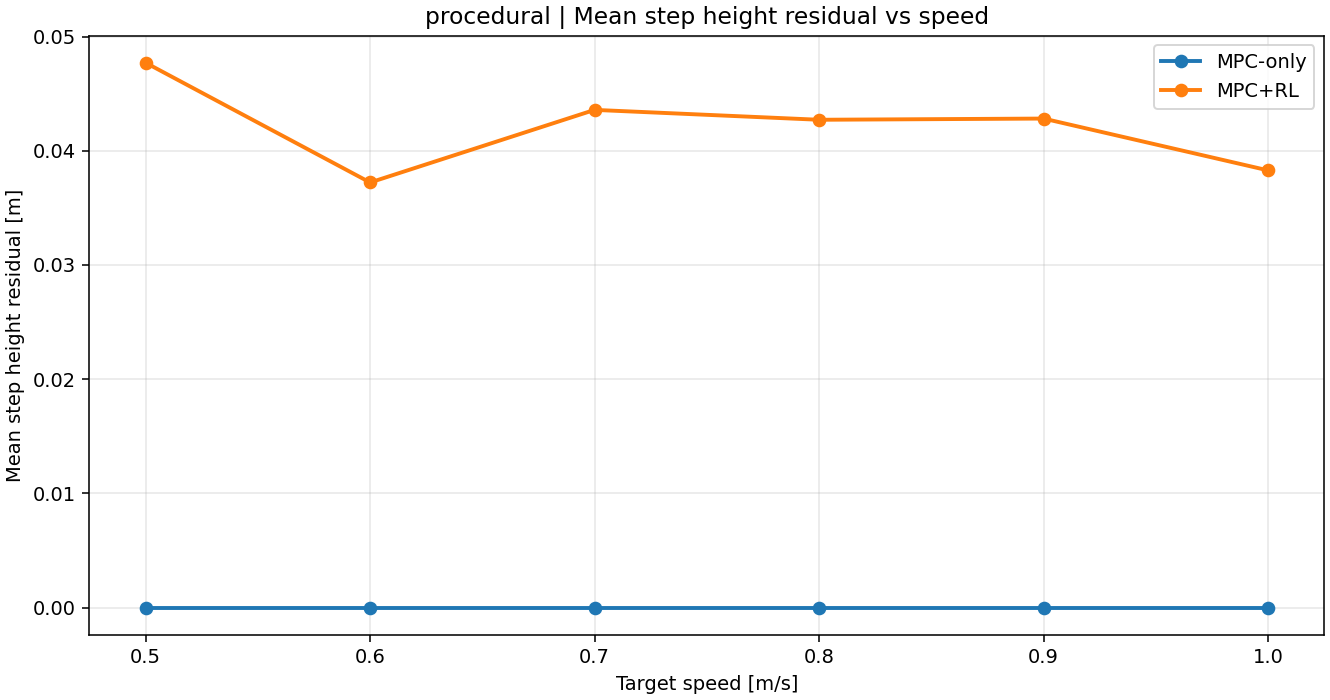 procedural | Mean step height residual vs speed
MPC-only
MPC+RL
Mean step height residual [m]
0.05
0.04
0.03
0.02
0.01
0.00
0.5 0.6 0.7 0.8 0.9 1.0
Target speed [m/s]